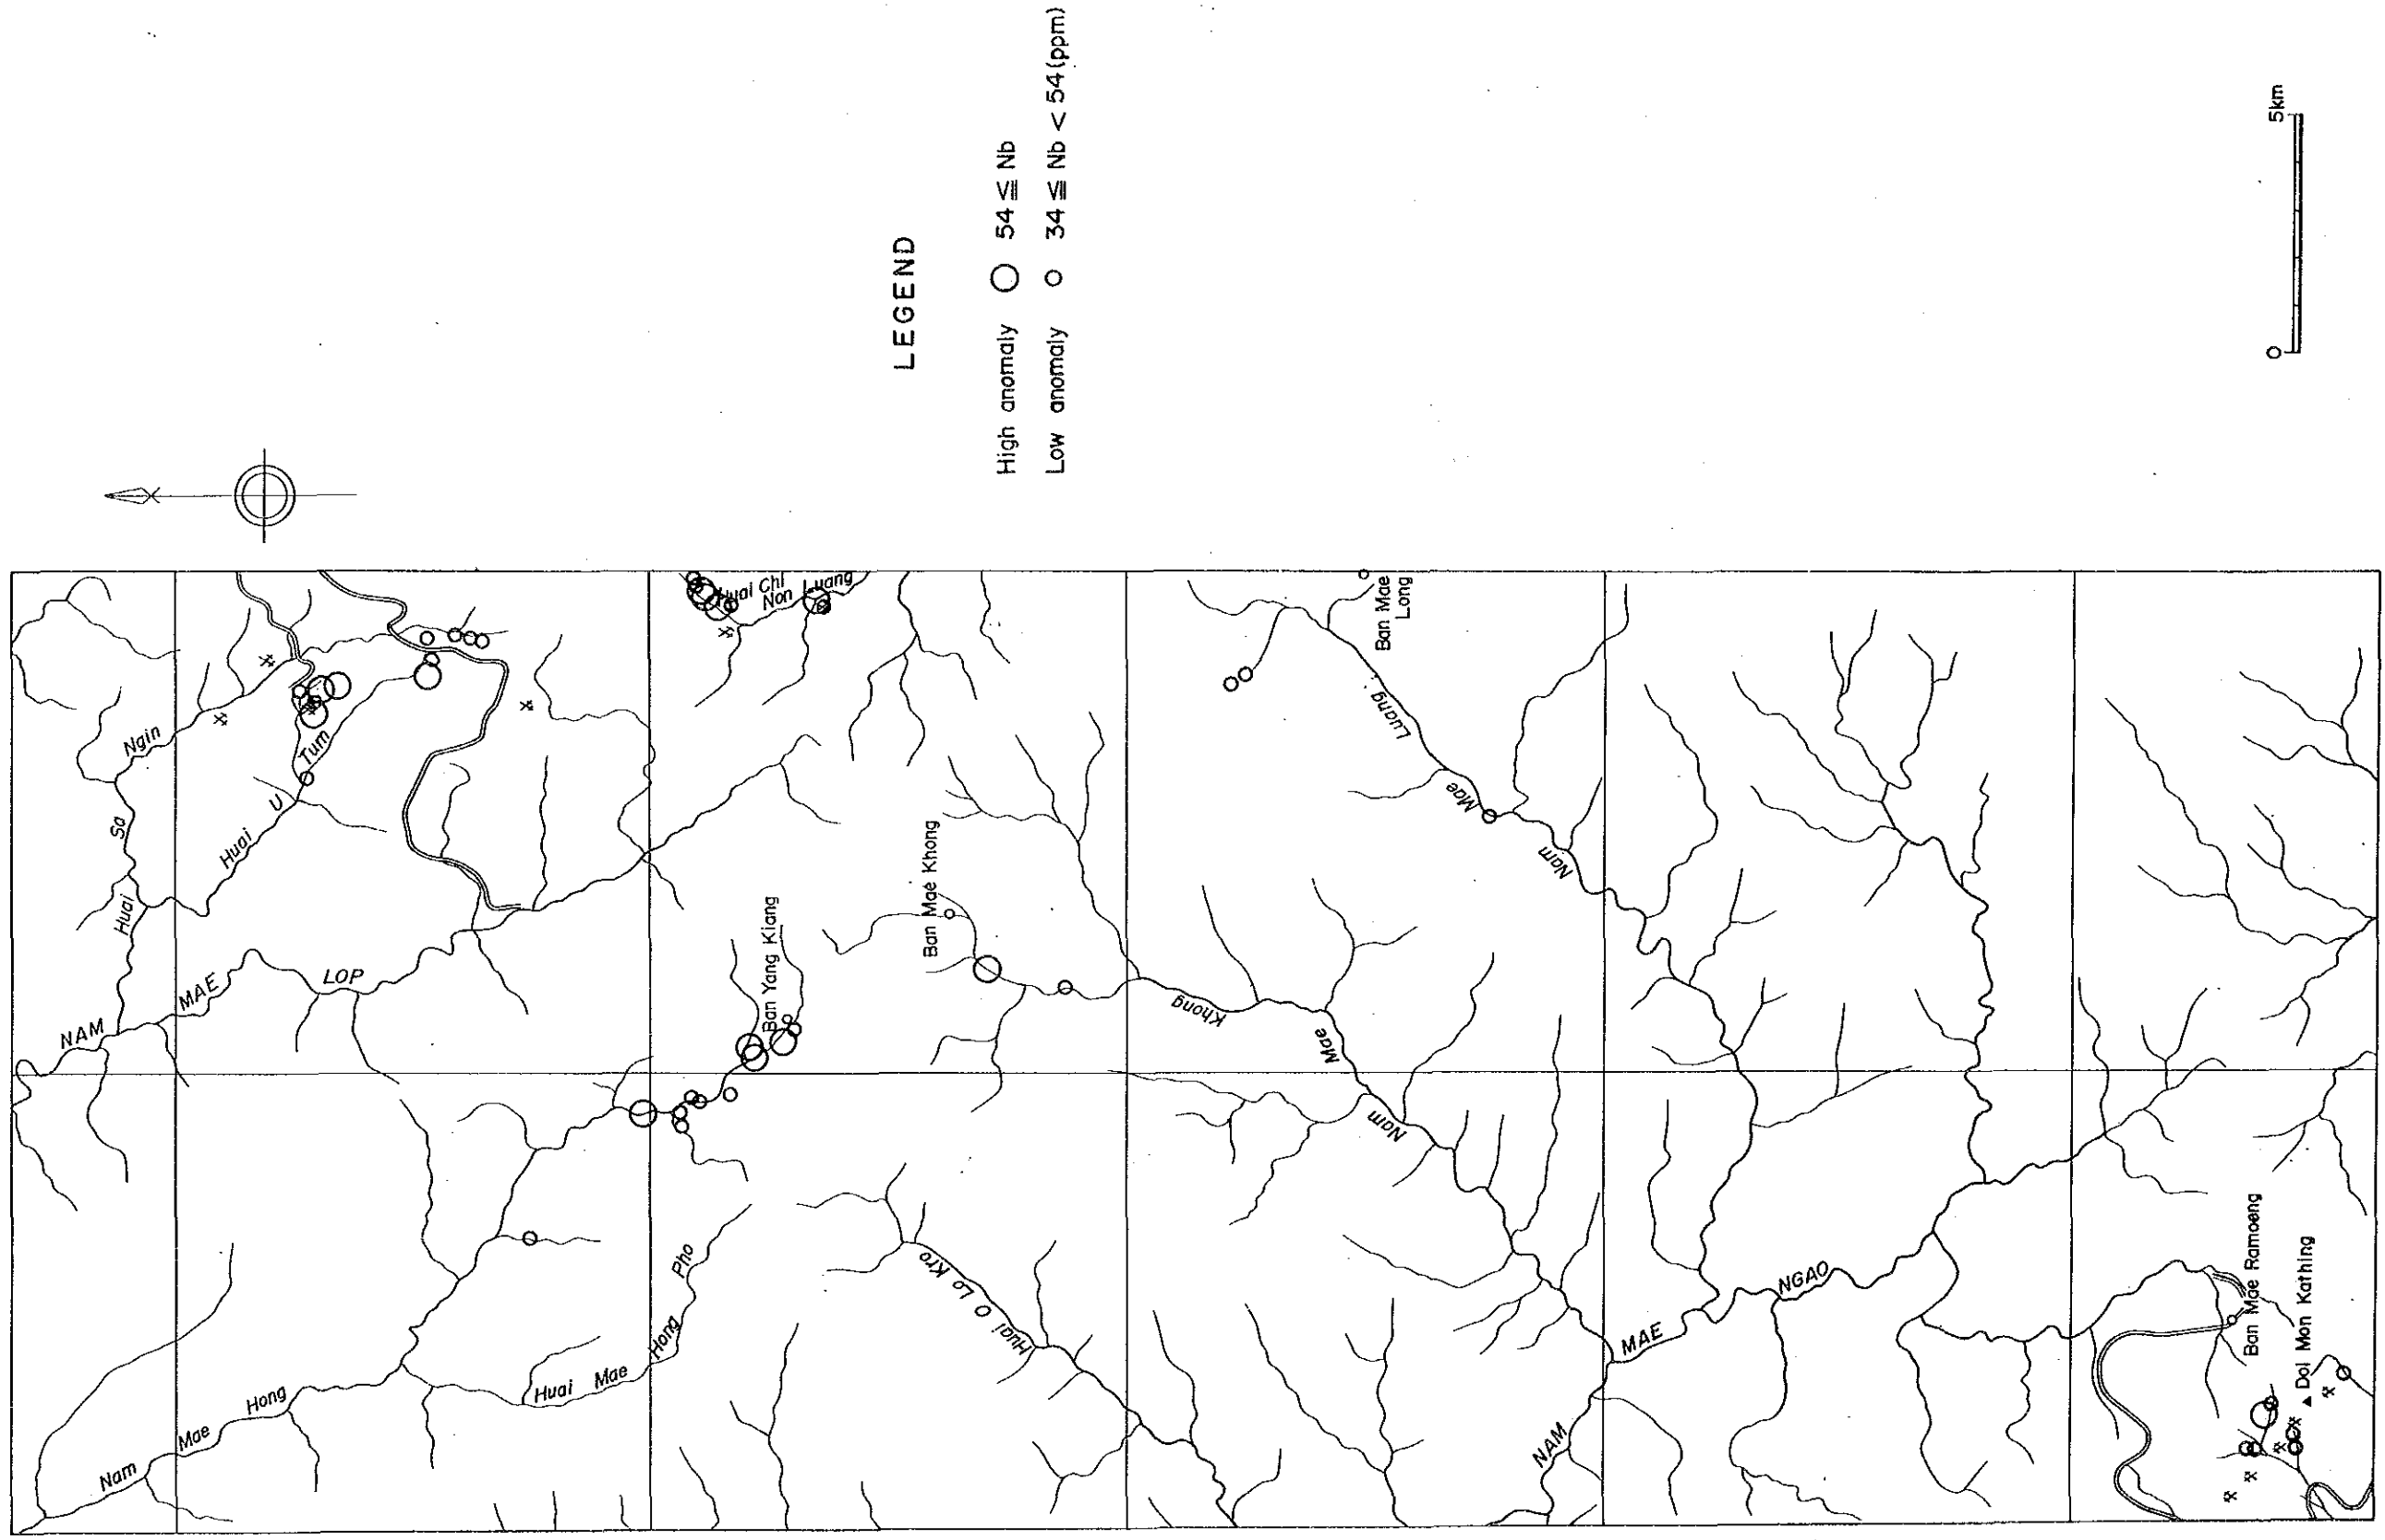 LEGEND
High anomaly 54 ≦ Nb
Low anomaly 34 ≦ Nb < 54 (ppm)
0 5km
NAM MAE LOP
Huai Sa Ngin
Huai U Tum
Huai Chi
Non Luang
Ban Yang Kiang
Ban Mae Khong
Ban Mae
Long
Nam Mae Luang
Nam Mae Khong
Nam Mae Hong
Huai Mae Hong Pho
Huai O Lo Kro
NAM MAE NGAO
Ban Mae Ramoeng
Doi Mon Kathing